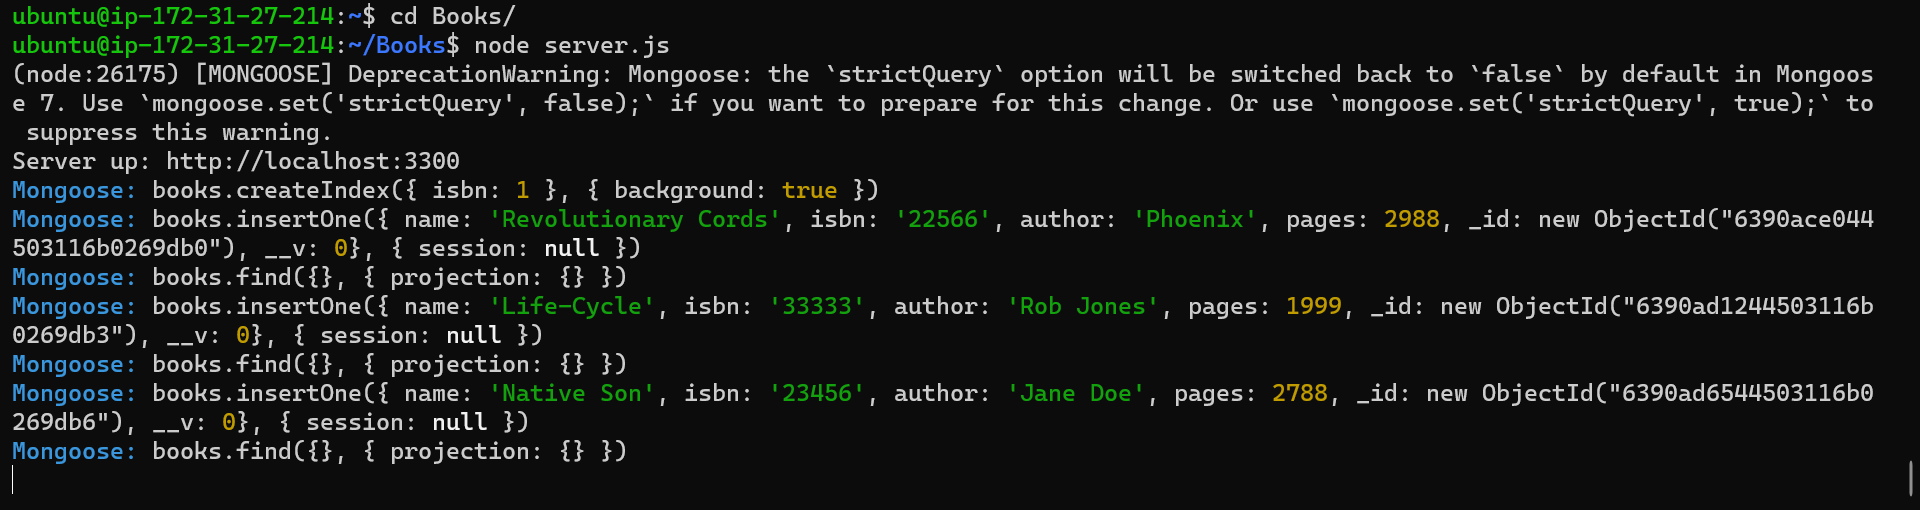 ubuntu@ip-172-31-27-214:~$ cd Books/
ubuntu@ip-172-31-27-214:~/Books$ node server.js
(node:26175) [MONGOOSE] DeprecationWarning: Mongoose: the `strictQuery` option will be switched back to `false` by default in Mongoos
e 7. Use `mongoose.set('strictQuery', false);` if you want to prepare for this change. Or use `mongoose.set('strictQuery', true);` to
 suppress this warning.
Server up: http://localhost:3300
Mongoose: books.createIndex({ isbn: 1 }, { background: true })
Mongoose: books.insertOne({ name: 'Revolutionary Cords', isbn: '22566', author: 'Phoenix', pages: 2988, _id: new ObjectId("6390ace044
503116b0269db0"), __v: 0}, { session: null })
Mongoose: books.find({}, { projection: {} })
Mongoose: books.insertOne({ name: 'Life-Cycle', isbn: '33333', author: 'Rob Jones', pages: 1999, _id: new ObjectId("6390ad1244503116b
0269db3"), __v: 0}, { session: null })
Mongoose: books.find({}, { projection: {} })
Mongoose: books.insertOne({ name: 'Native Son', isbn: '23456', author: 'Jane Doe', pages: 2788, _id: new ObjectId("6390ad6544503116b0
269db6"), __v: 0}, { session: null })
Mongoose: books.find({}, { projection: {} })